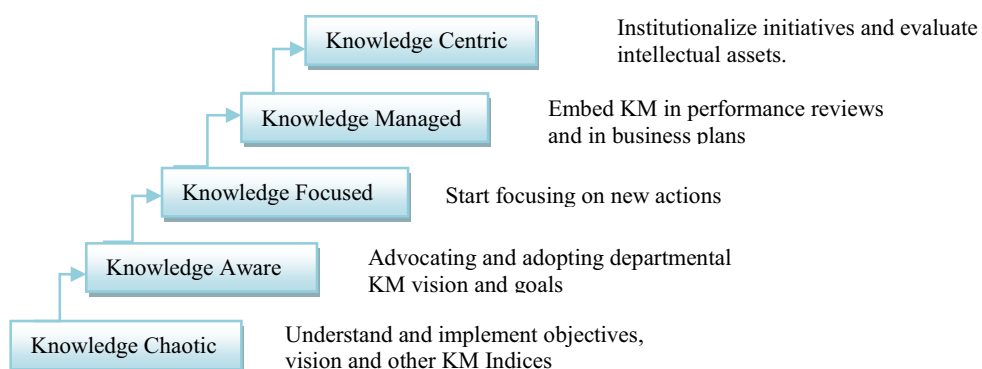 Knowledge Centric
Institutionalize initiatives and evaluate
intellectual assets.
Knowledge Managed
Embed KM in performance reviews
and in business plans
Knowledge Focused
Start focusing on new actions
Knowledge Aware
Advocating and adopting departmental
KM vision and goals
Knowledge Chaotic
Understand and implement objectives,
vision and other KM Indices